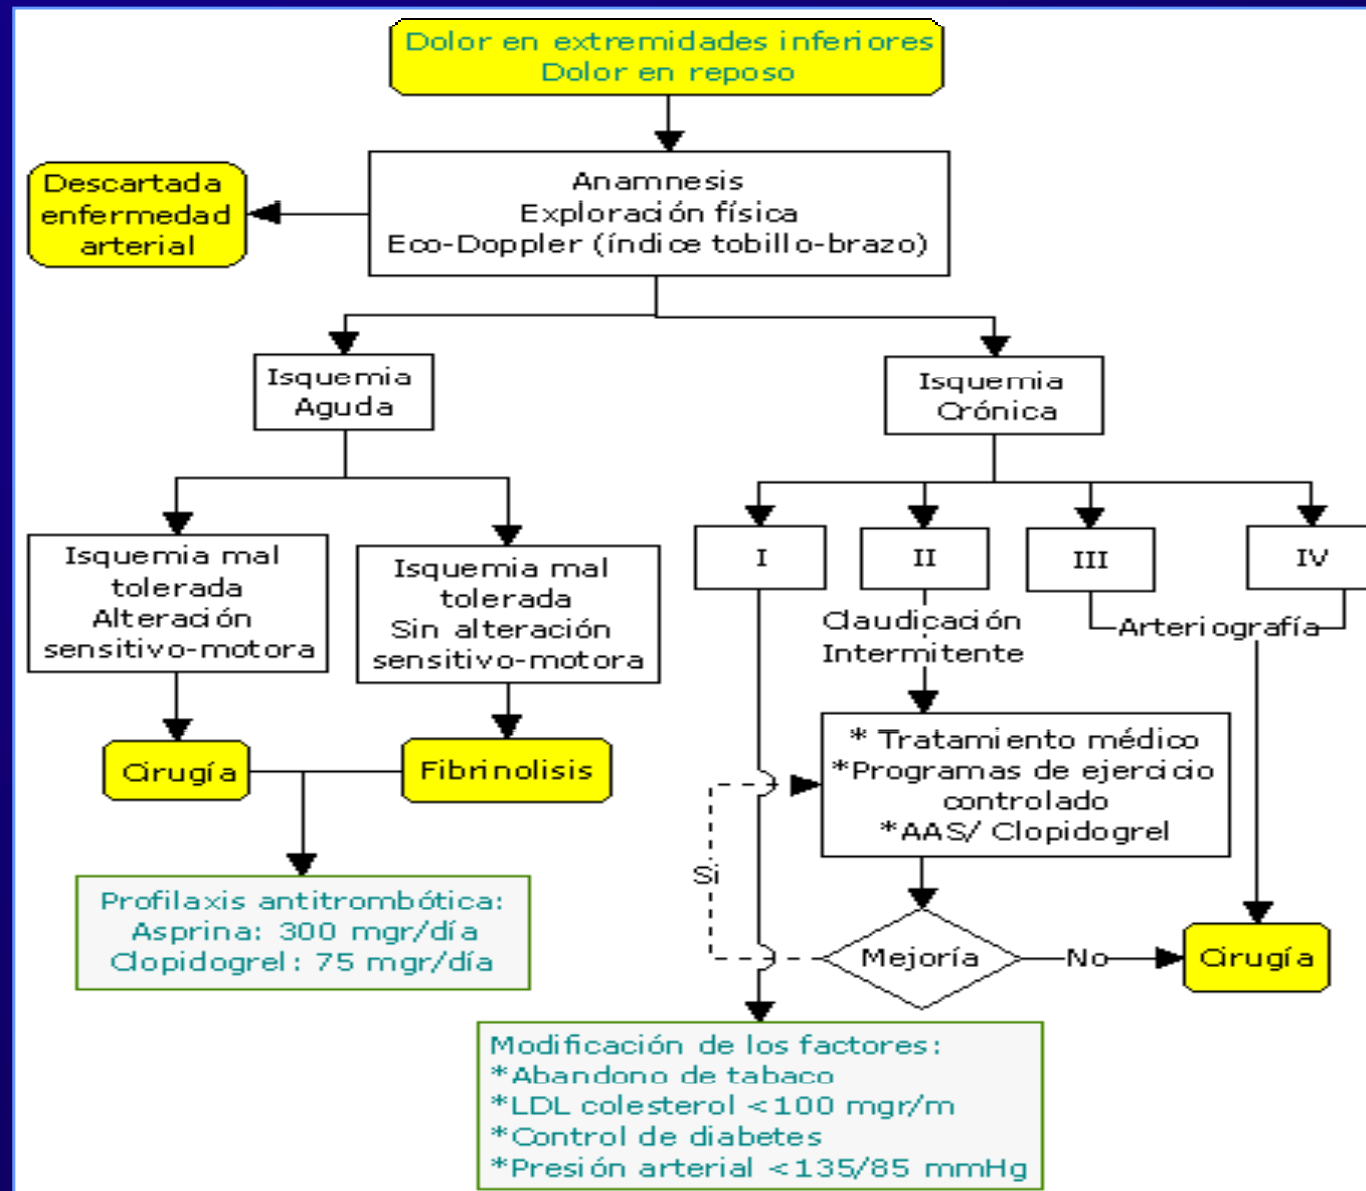 Dolor en extremidades inferiores
Dolor en reposo
Anamnesis
Exploración física
Eco-Doppler (índice tobillo-brazo)
Descartada
enfermedad
arterial
Isquemia
Aguda
Isquemia
Crónica
Isquemia mal
tolerada
Alteración
sensitivo-motora
Isquemia mal
tolerada
Sin alteración
sensitivo-motora
I
II
III
IV
Claudicación
Intermitente
Arteriografía
Cirugía
Fibrinolisis
* Tratamiento médico
*Programas de ejercicio
controlado
*AAS/ Clopidogrel
Si
Profilaxis antitrombótica:
Asprina: 300 mgr/día
Clopidogrel: 75 mgr/día
Mejoría
No
Cirugía
Modificación de los factores:
*Abandono de tabaco
*LDL colesterol <100 mgr/m
*Control de diabetes
*Presión arterial <135/85 mmHg